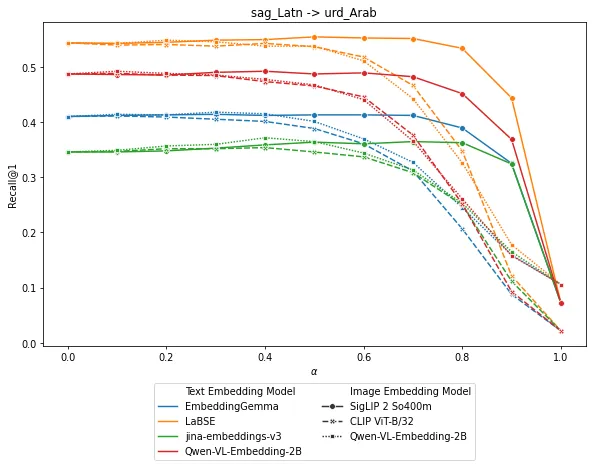 sag_Latn -> urd_Arab
Recall@1
0.5
0.4
0.3
0.2
0.1
0.0
0.0 0.2 0.4 0.6 0.8 1.0
α
Text Embedding Model Image Embedding Model
EmbeddingGemma SigLIP 2 So400m
LaBSE CLIP ViT-B/32
jina-embeddings-v3 Qwen-VL-Embedding-2B
Qwen-VL-Embedding-2B